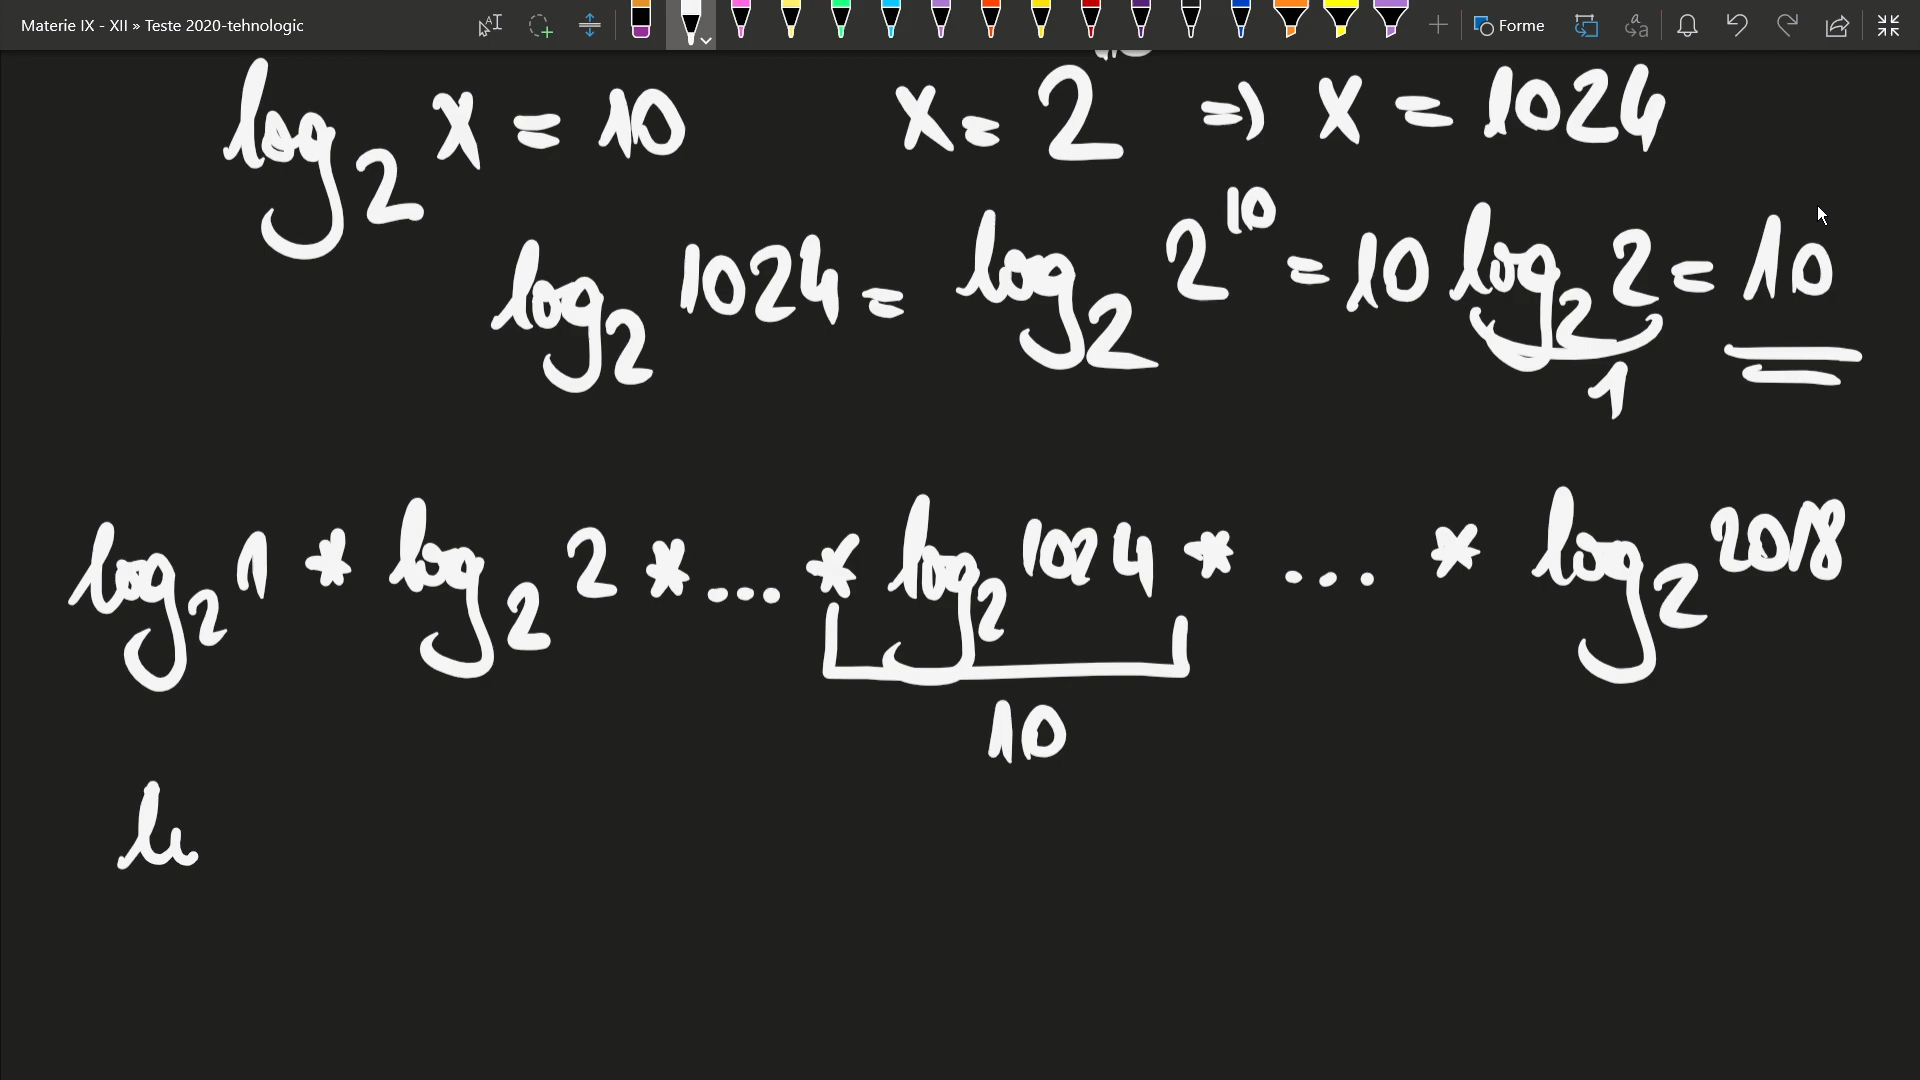 Materie IX - XII » Teste 2020-tehnologic Forme
log₂ x = 10 x = 2¹⁰ ⇒ x = 1024
log₂ 1024 = log₂ 2¹⁰ = 10 log₂ 2 = 10
1
log₂ 1 * log₂ 2 * ... * log₂ 1024 * ... * log₂ 2018
10